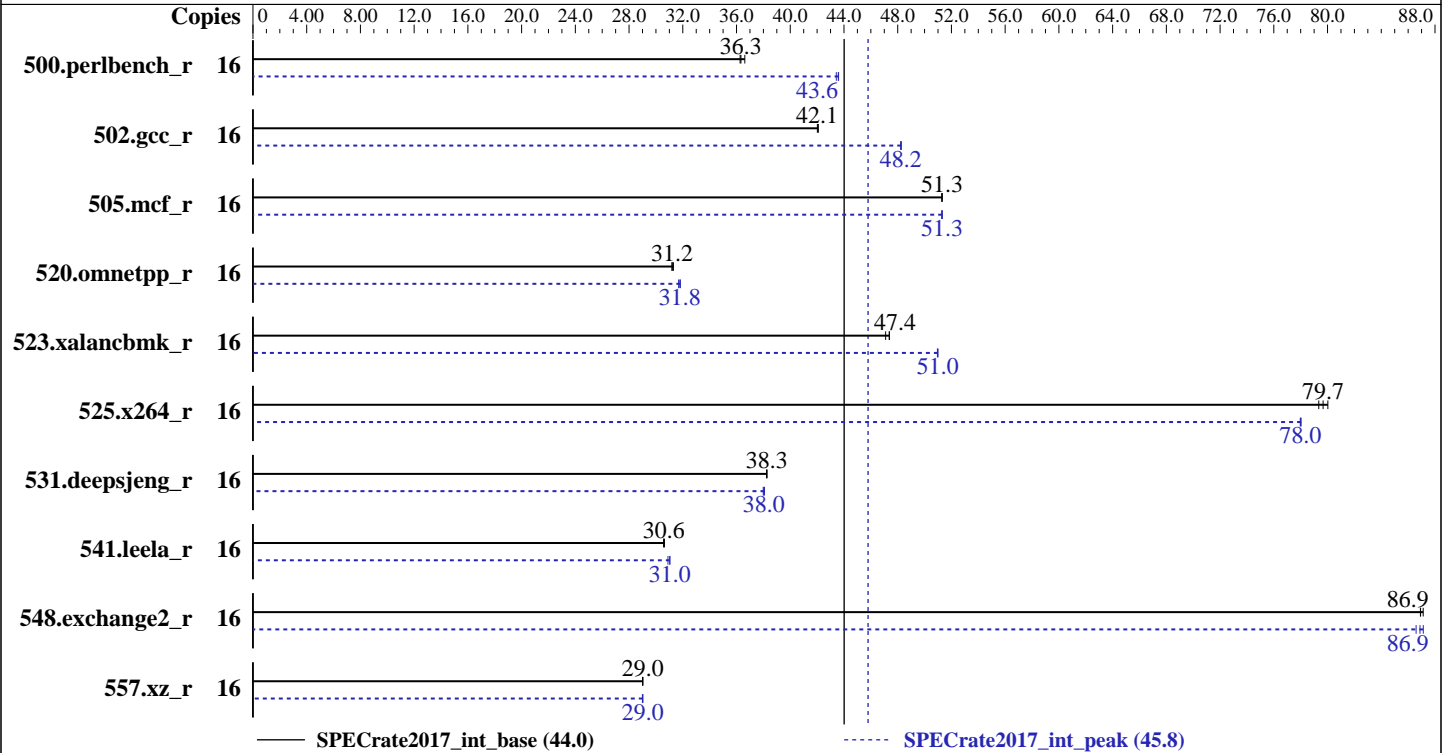 Copies 0 4.00 8.00 12.0 16.0 20.0 24.0 28.0 32.0 36.0 40.0 44.0 48.0 52.0 56.0 60.0 64.0 68.0 72.0 76.0 80.0 88.0
36.3
500.perlbench_r 16
43.6
42.1
502.gcc_r 16
48.2
51.3
505.mcf_r 16
51.3
31.2
520.omnetpp_r 16
31.8
47.4
523.xalancbmk_r 16
51.0
79.7
525.x264_r 16
78.0
38.3
531.deepsjeng_r 16
38.0
30.6
541.leela_r 16
31.0
86.9
548.exchange2_r 16
86.9
29.0
557.xz_r 16
29.0
SPECrate2017_int_base (44.0) SPECrate2017_int_peak (45.8)